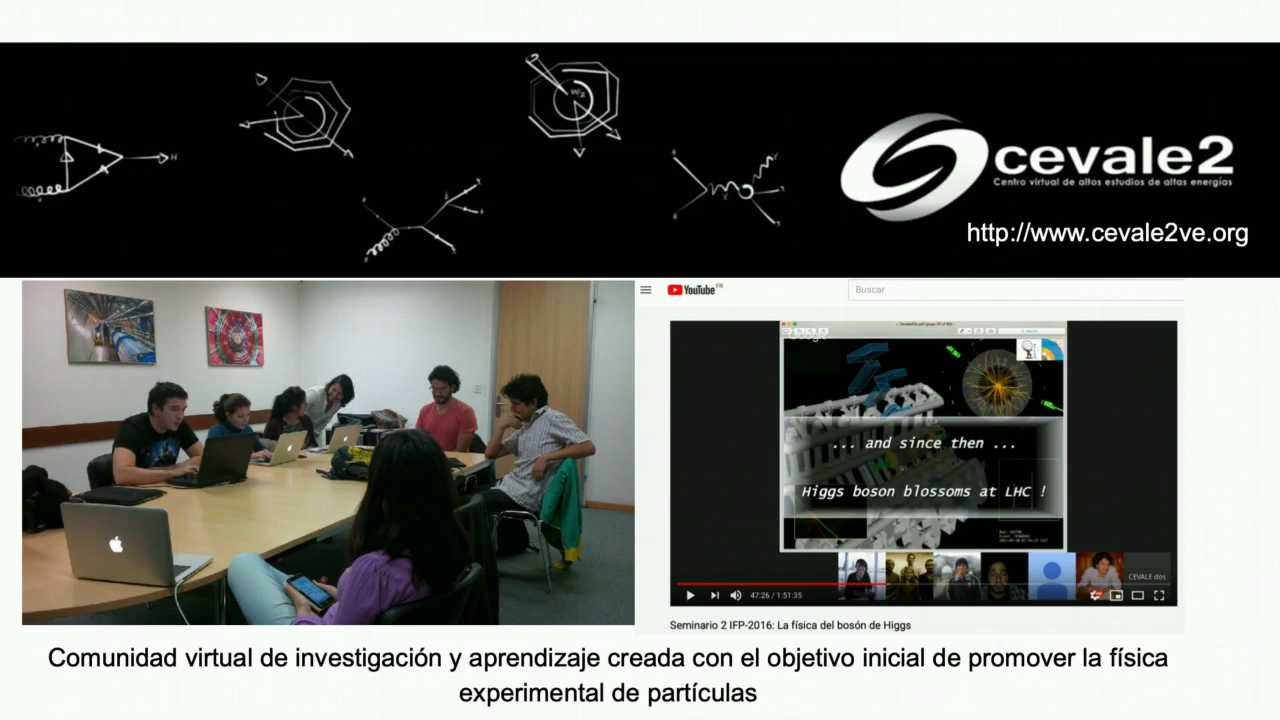 cevale2
Centro virtual de altos estudios de altas energías
http://www.cevale2ve.org
YouTube FR
Buscar
... and since then ...
Higgs boson blossoms at LHC !
CEVALE dos
47:26 / 1:51:35
Seminario 2 IFP-2016: La física del bosón de Higgs
Comunidad virtual de investigación y aprendizaje creada con el objetivo inicial de promover la física
experimental de partículas